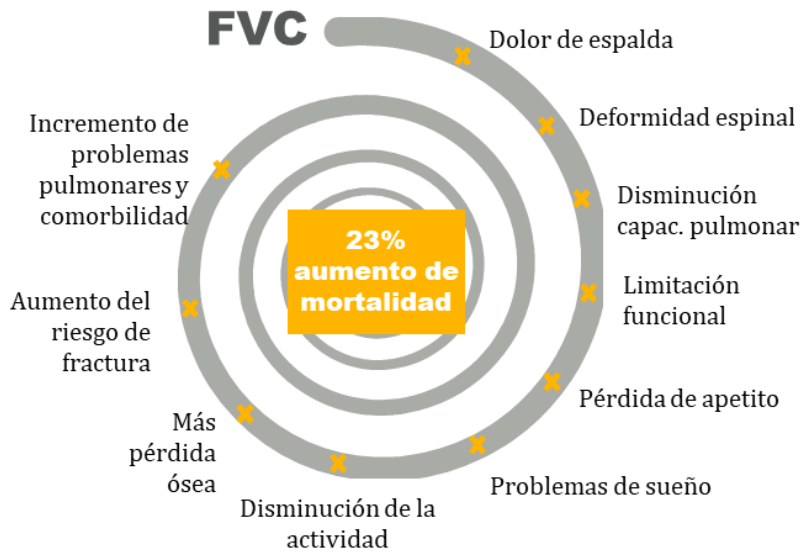 FVC
Dolor de espalda
Deformidad espinal
Disminución
capac. pulmonar
Limitación
funcional
Pérdida de apetito
Problemas de sueño
Disminución de la
actividad
Más
pérdida
ósea
Aumento del
riesgo de
fractura
Incremento de
problemas
pulmonares y
comorbilidad
23%
aumento de
mortalidad